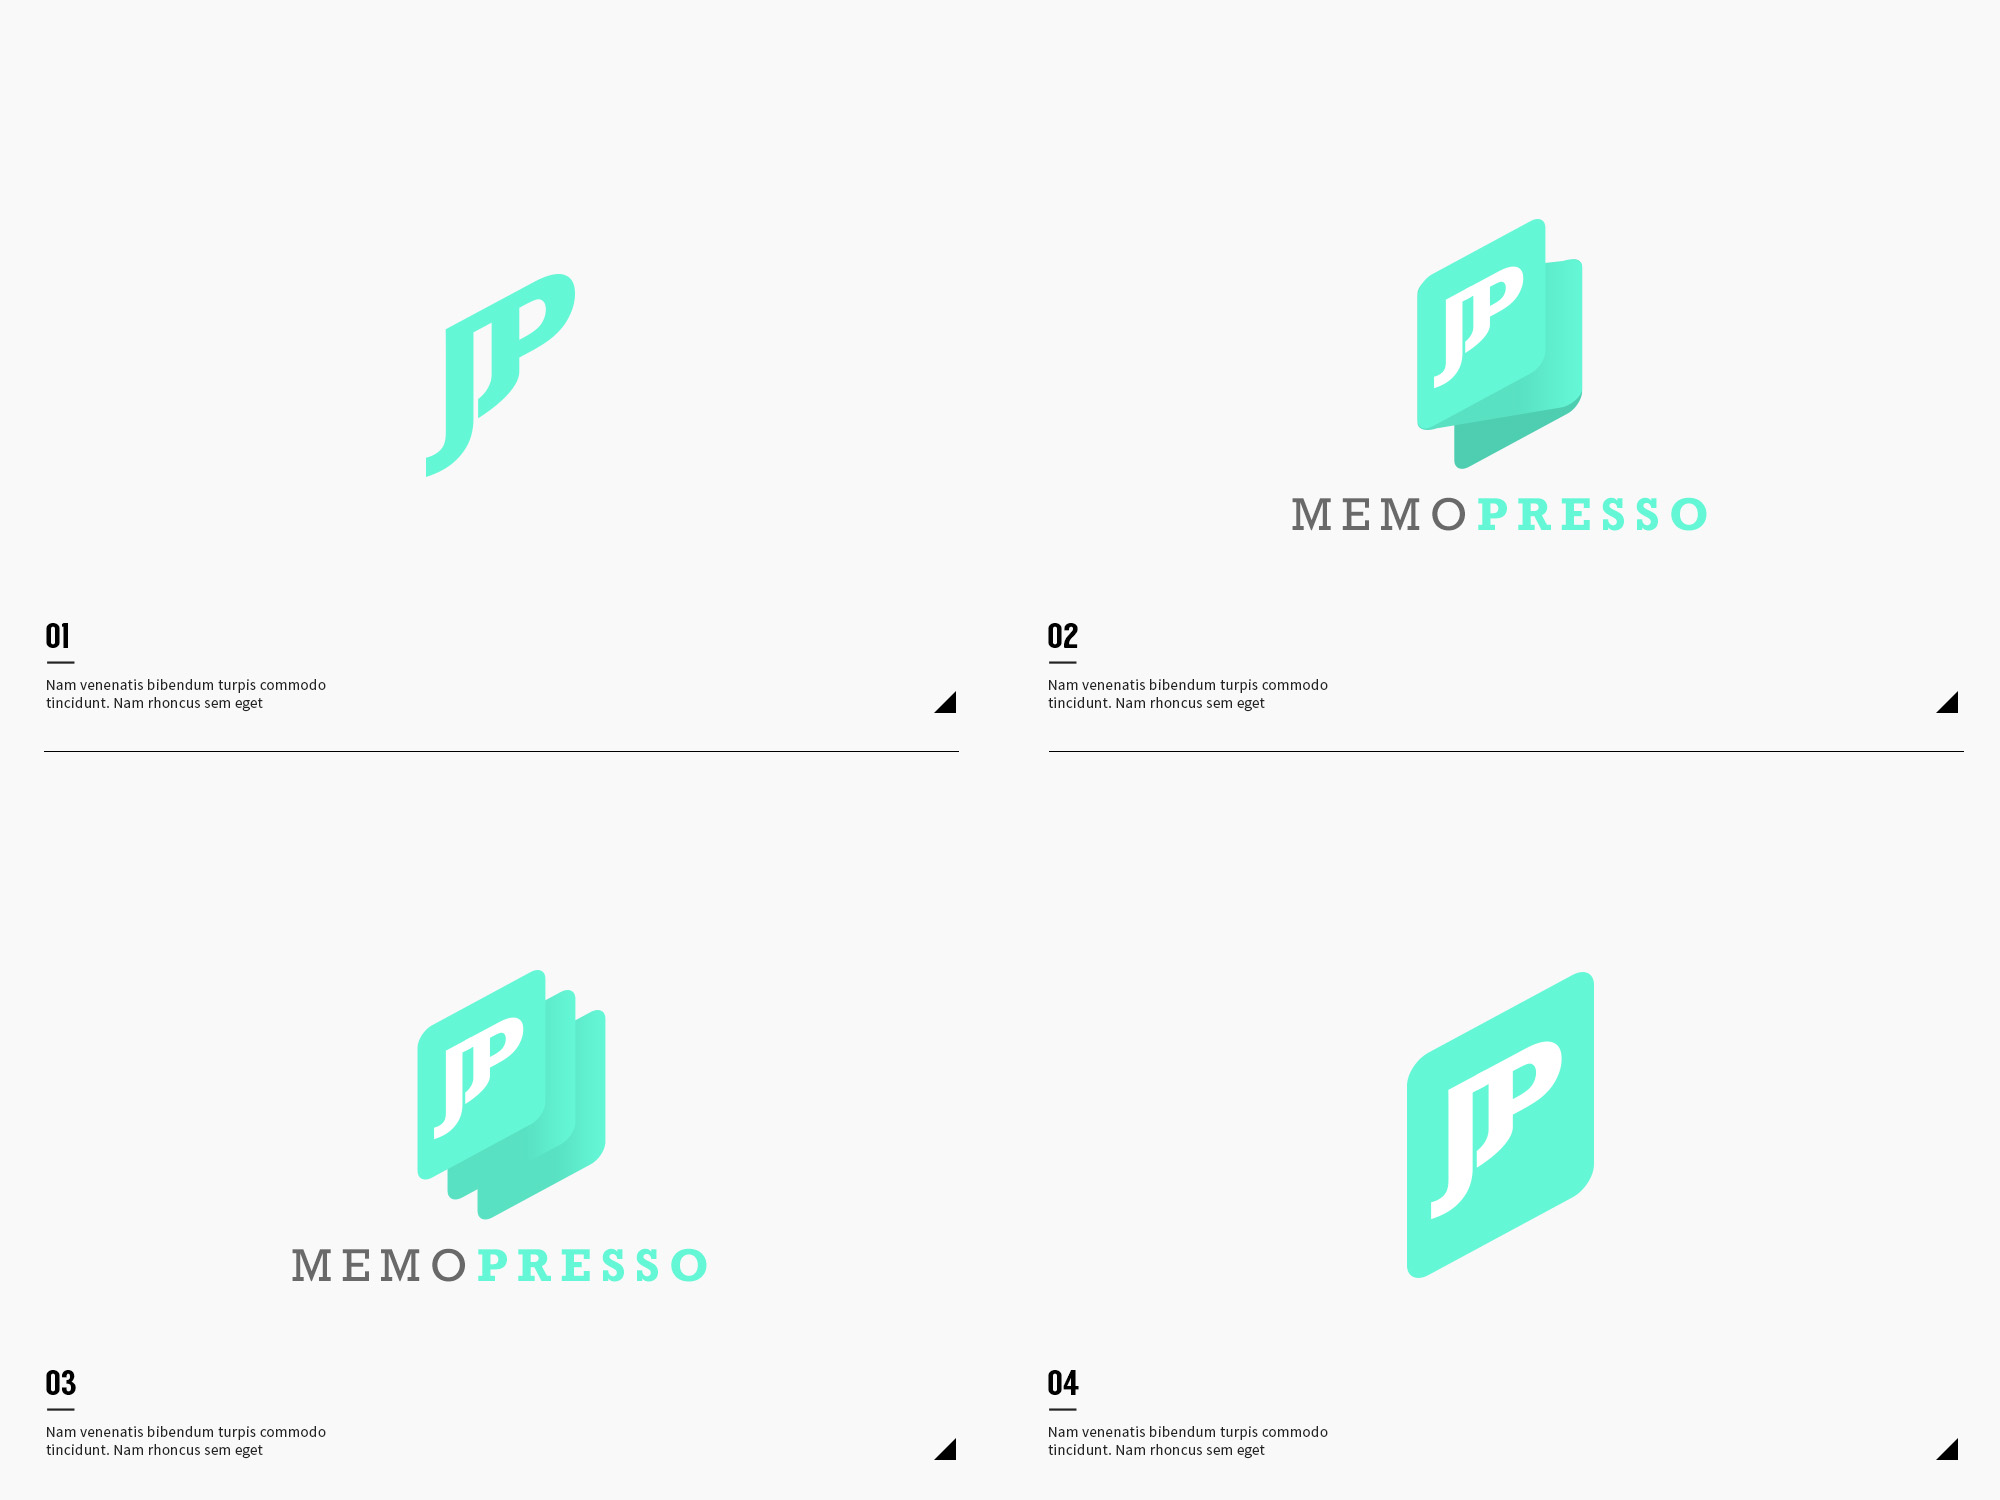 JP
01
Nam venenatis bibendum turpis commodo
tincidunt. Nam rhoncus sem eget
JP
MEMOPRESSO
02
Nam venenatis bibendum turpis commodo
tincidunt. Nam rhoncus sem eget
JP
MEMOPRESSO
03
Nam venenatis bibendum turpis commodo
tincidunt. Nam rhoncus sem eget
JP
04
Nam venenatis bibendum turpis commodo
tincidunt. Nam rhoncus sem eget